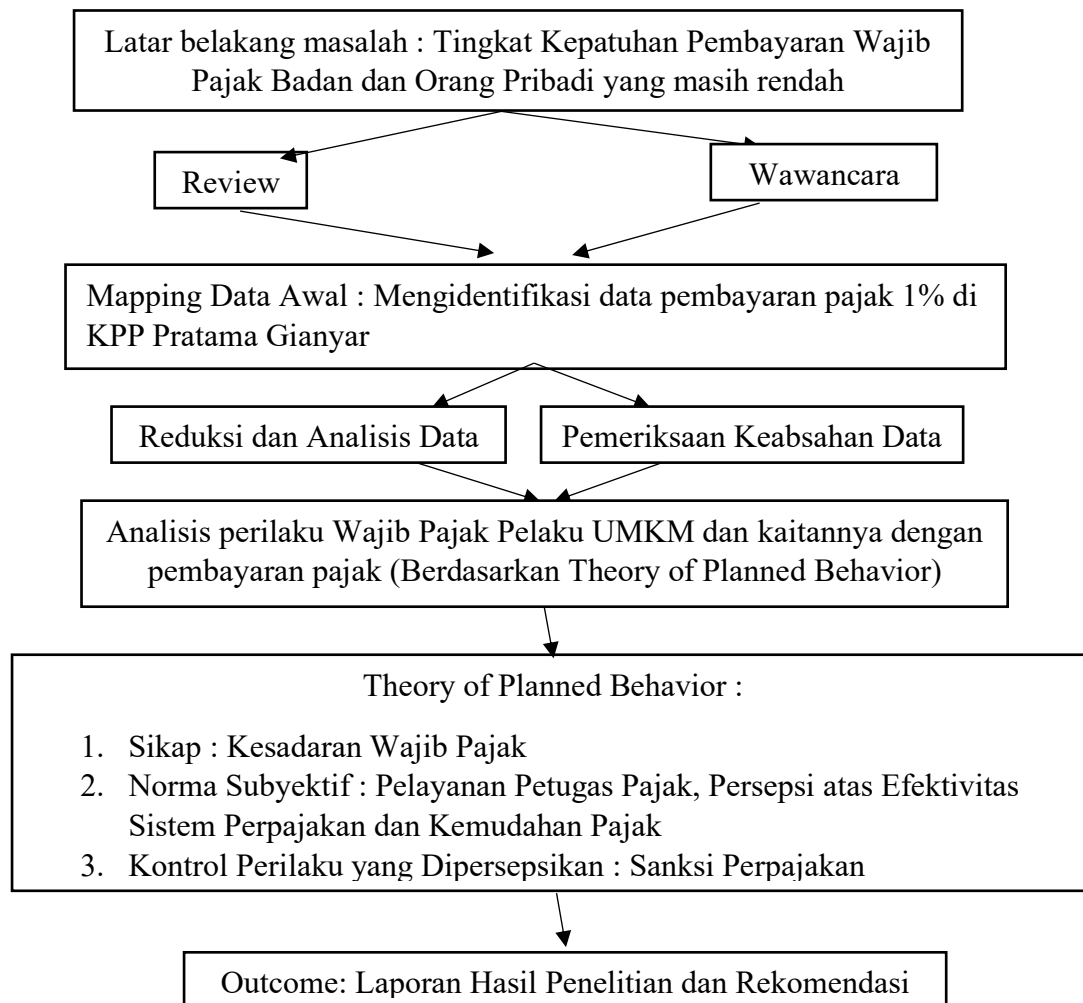 Latar belakang masalah : Tingkat Kepatuhan Pembayaran Wajib
Pajak Badan dan Orang Pribadi yang masih rendah
Review
Wawancara
Mapping Data Awal : Mengidentifikasi data pembayaran pajak 1% di
KPP Pratama Gianyar
Reduksi dan Analisis Data
Pemeriksaan Keabsahan Data
Analisis perilaku Wajib Pajak Pelaku UMKM dan kaitannya dengan
pembayaran pajak (Berdasarkan Theory of Planned Behavior)
Theory of Planned Behavior :
1. Sikap : Kesadaran Wajib Pajak
2. Norma Subyektif : Pelayanan Petugas Pajak, Persepsi atas Efektivitas
Sistem Perpajakan dan Kemudahan Pajak
3. Kontrol Perilaku yang Dipersepsikan : Sanksi Perpajakan
Outcome: Laporan Hasil Penelitian dan Rekomendasi